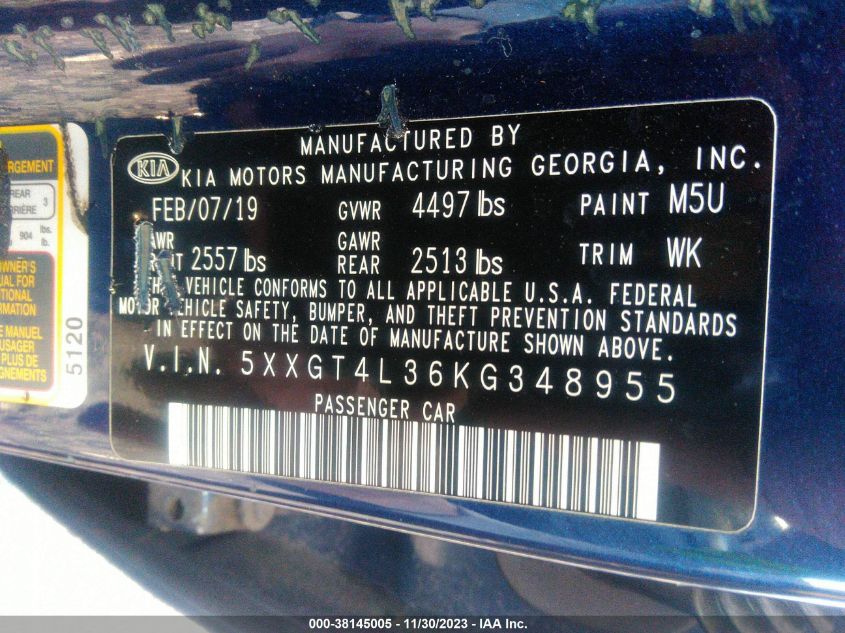 MANUFACTURED BY
KIA
KIA MOTORS MANUFACTURING GEORGIA, INC.
FEB/07/19 GVWR 4497 lbs PAINT M5U
GAWR
2557 lbs REAR 2513 lbs TRIM WK
VEHICLE CONFORMS TO ALL APPLICABLE U.S.A. FEDERAL
VEHICLE SAFETY, BUMPER, AND THEFT PREVENTION STANDARDS
IN EFFECT ON THE DATE OF MANUFACTURE SHOWN ABOVE.
V.I.N. 5XXGT4L36KG348955
PASSENGER CAR
REAR 3
904 lbs.
lb.
5120
000-38145005 - 11/30/2023 - IAA Inc.